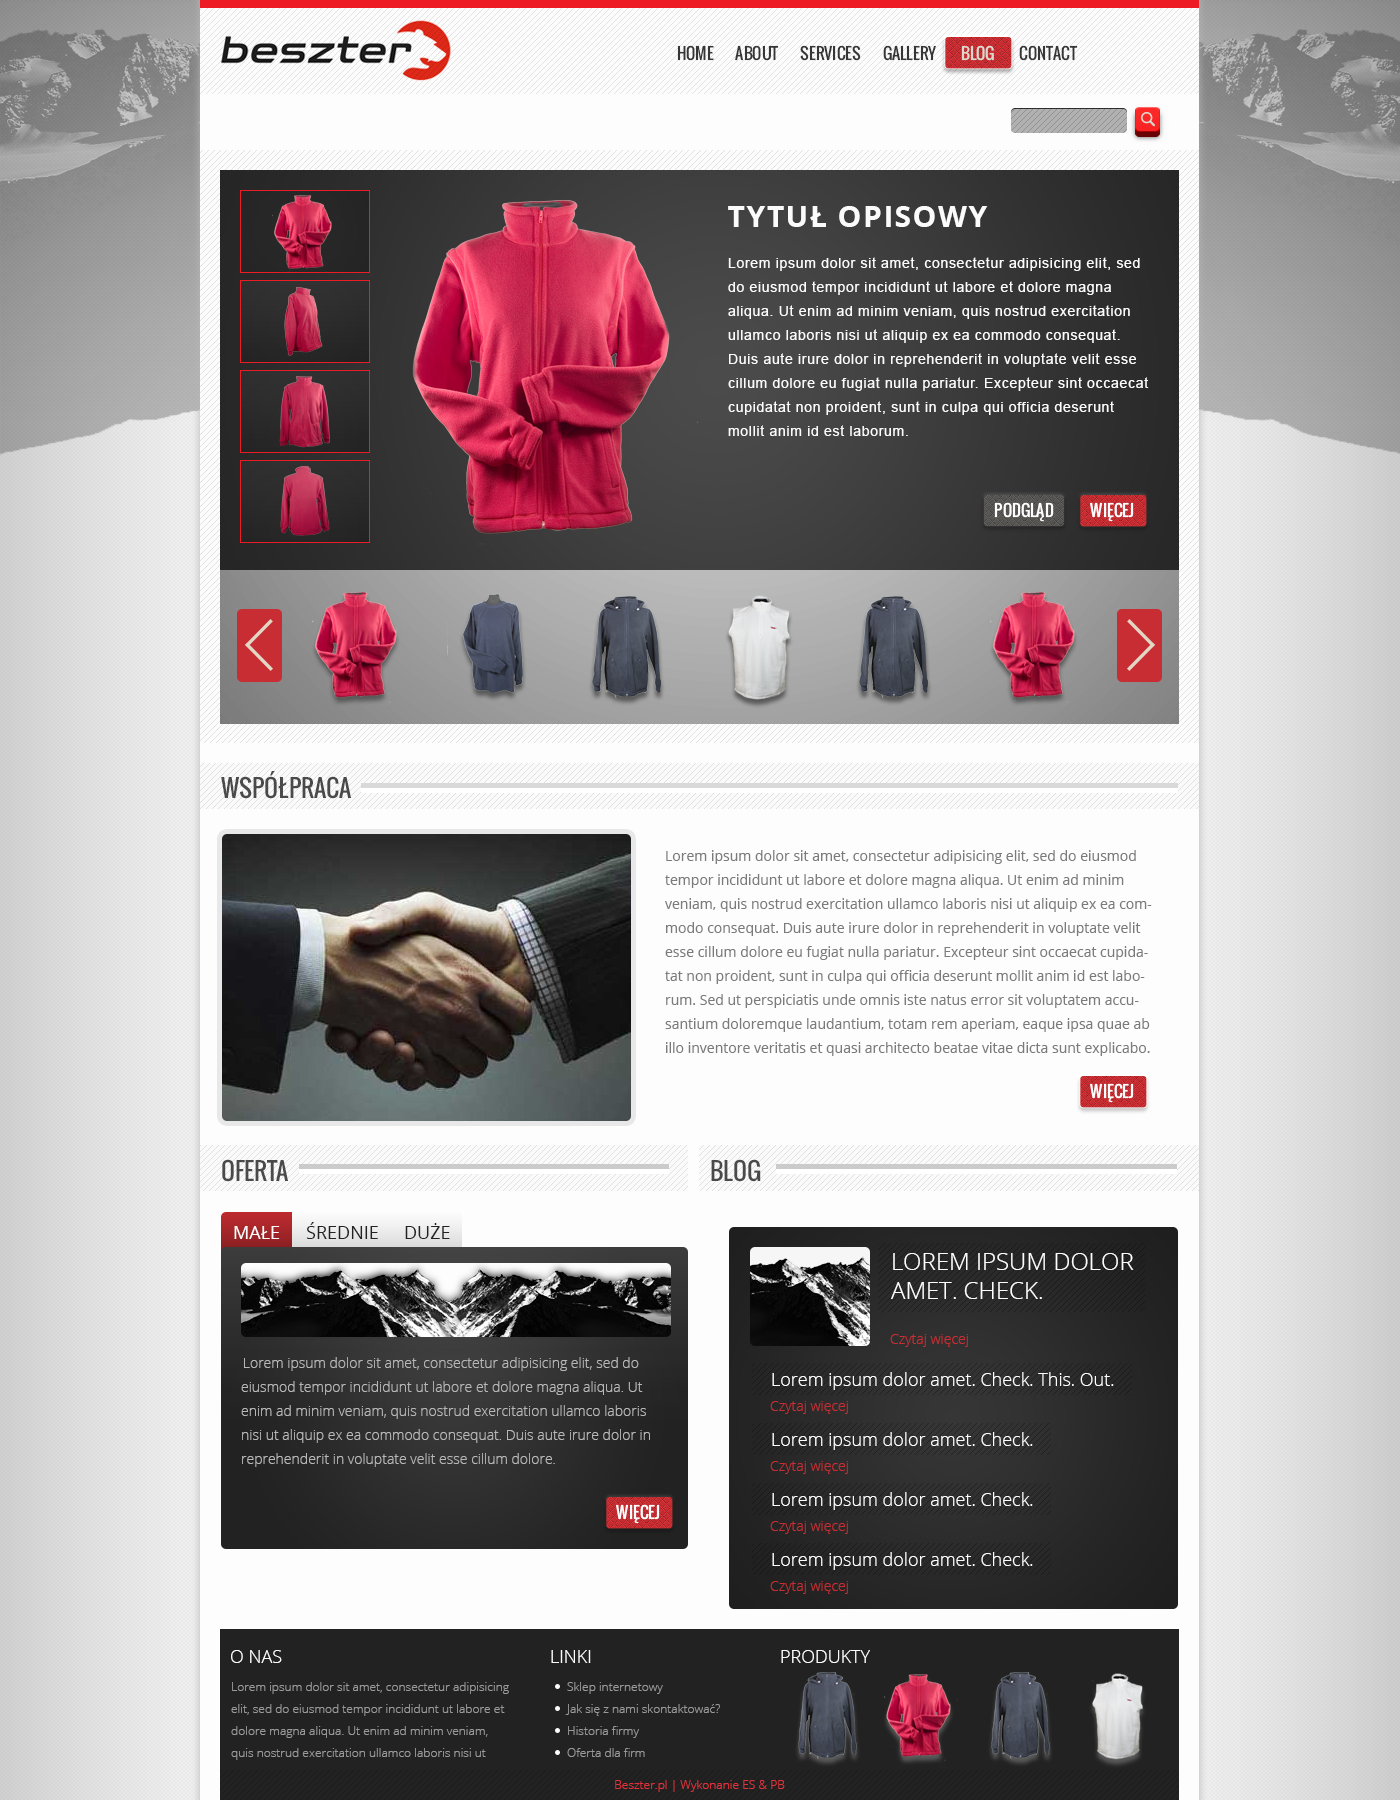 beszter
HOME ABOUT SERVICES GALLERY BLOG CONTACT
TYTUŁ OPISOWY
Lorem ipsum dolor sit amet, consectetur adipisicing elit, sed
do eiusmod tempor incididunt ut labore et dolore magna
aliqua. Ut enim ad minim veniam, quis nostrud exercitation
ullamco laboris nisi ut aliquip ex ea commodo consequat.
Duis aute irure dolor in reprehenderit in voluptate velit esse
cillum dolore eu fugiat nulla pariatur. Excepteur sint occaecat
cupidatat non proident, sunt in culpa qui officia deserunt
mollit anim id est laborum.
PODGLĄD WIĘCEJ
WSPÓŁPRACA
Lorem ipsum dolor sit amet, consectetur adipisicing elit, sed do eiusmod
tempor incididunt ut labore et dolore magna aliqua. Ut enim ad minim
veniam, quis nostrud exercitation ullamco laboris nisi ut aliquip ex ea com-
modo consequat. Duis aute irure dolor in reprehenderit in voluptate velit
esse cillum dolore eu fugiat nulla pariatur. Excepteur sint occaecat cupida-
tat non proident, sunt in culpa qui officia deserunt mollit anim id est labo-
rum. Sed ut perspiciatis unde omnis iste natus error sit voluptatem accu-
santium doloremque laudantium, totam rem aperiam, eaque ipsa quae ab
illo inventore veritatis et quasi architecto beatae vitae dicta sunt explicabo.
WIĘCEJ
OFERTA
MAŁE ŚREDNIE DUŻE
Lorem ipsum dolor sit amet, consectetur adipisicing elit, sed do
eiusmod tempor incididunt ut labore et dolore magna aliqua. Ut
enim ad minim veniam, quis nostrud exercitation ullamco laboris
nisi ut aliquip ex ea commodo consequat. Duis aute irure dolor in
reprehenderit in voluptate velit esse cillum dolore.
WIĘCEJ
BLOG
LOREM IPSUM DOLOR
AMET. CHECK.
Czytaj więcej
Lorem ipsum dolor amet. Check. This. Out.
Czytaj więcej
Lorem ipsum dolor amet. Check.
Czytaj więcej
Lorem ipsum dolor amet. Check.
Czytaj więcej
Lorem ipsum dolor amet. Check.
Czytaj więcej
O NAS
Lorem ipsum dolor sit amet, consectetur adipisicing
elit, sed do eiusmod tempor incididunt ut labore et
dolore magna aliqua. Ut enim ad minim veniam,
quis nostrud exercitation ullamco laboris nisi ut
LINKI
Sklep internetowy
Jak się z nami skontaktować?
Historia firmy
Oferta dla firm
PRODUKTY
Beszter.pl | Wykonanie ES & PB